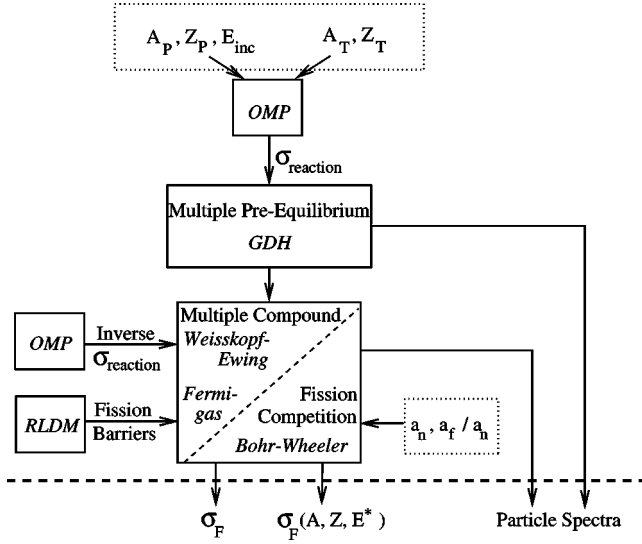 A_P, Z_P, E_inc
A_T, Z_T
OMP
σ_reaction
Multiple Pre-Equilibrium
GDH
Multiple Compound
Weisskopf-
Ewing
OMP
Inverse
σ_reaction
Fermi-
gas
Fission
Competition
Bohr-Wheeler
RLDM
Fission
Barriers
a_n, a_f / a_n
σ_F
σ_F(A, Z, E*)
Particle Spectra